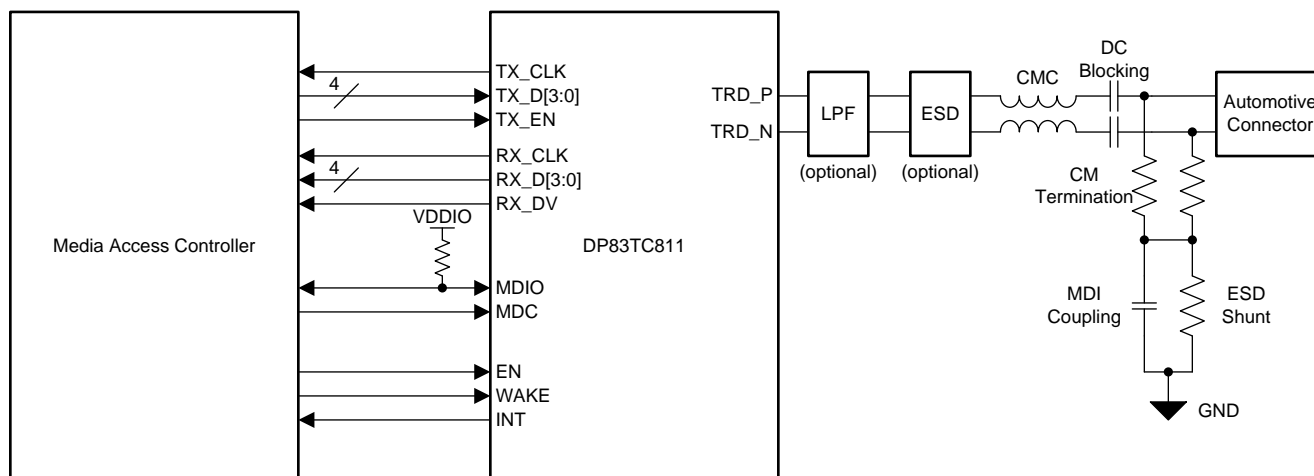 Media Access Controller
4
4
VDDIO
TX_CLK
TX_D[3:0]
TX_EN
RX_CLK
RX_D[3:0]
RX_DV
MDIO
MDC
EN
WAKE
INT
DP83TC811
TRD_P
TRD_N
LPF
(optional)
ESD
(optional)
CMC
DC
Blocking
Automotive
Connector
CM
Termination
MDI
Coupling
ESD
Shunt
GND